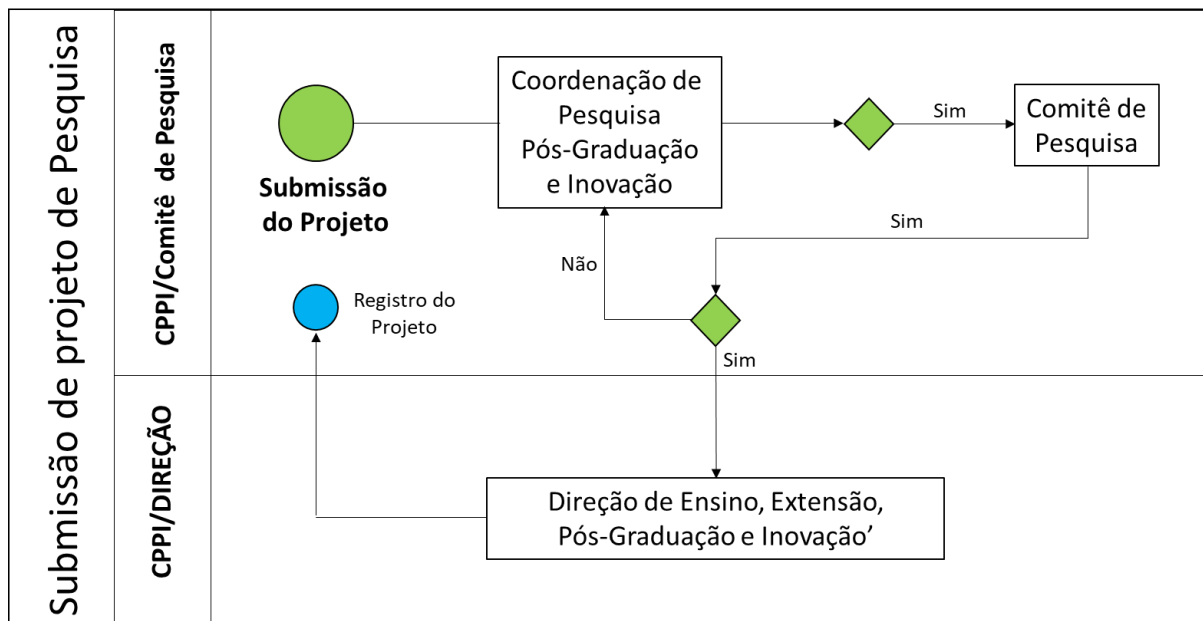 Submissão de projeto de Pesquisa
CPPI/Comitê de Pesquisa
Submissão
do Projeto
Coordenação de
Pesquisa
Pós-Graduação
e Inovação
Sim
Comitê de
Pesquisa
Sim
Não
Registro do
Projeto
Sim
CPPI/DIREÇÃO
Direção de Ensino, Extensão,
Pós-Graduação e Inovação’